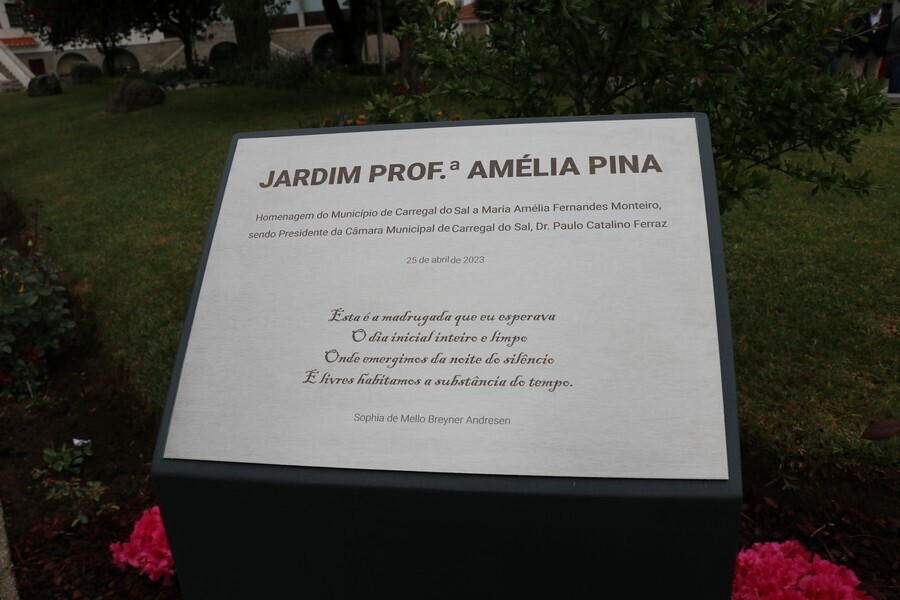 JARDIM PROF.ª AMÉLIA PINA
Homenagem do Município de Carregal do Sal a Maria Amélia Fernandes Monteiro,
sendo Presidente da Câmara Municipal de Carregal do Sal, Dr. Paulo Catalino Ferraz
25 de abril de 2023
Esta é a madrugada que eu esperava
O dia inicial inteiro e limpo
Onde emergimos da noite do silêncio
E livres habitamos a substância do tempo.
Sophia de Mello Breyner Andresen